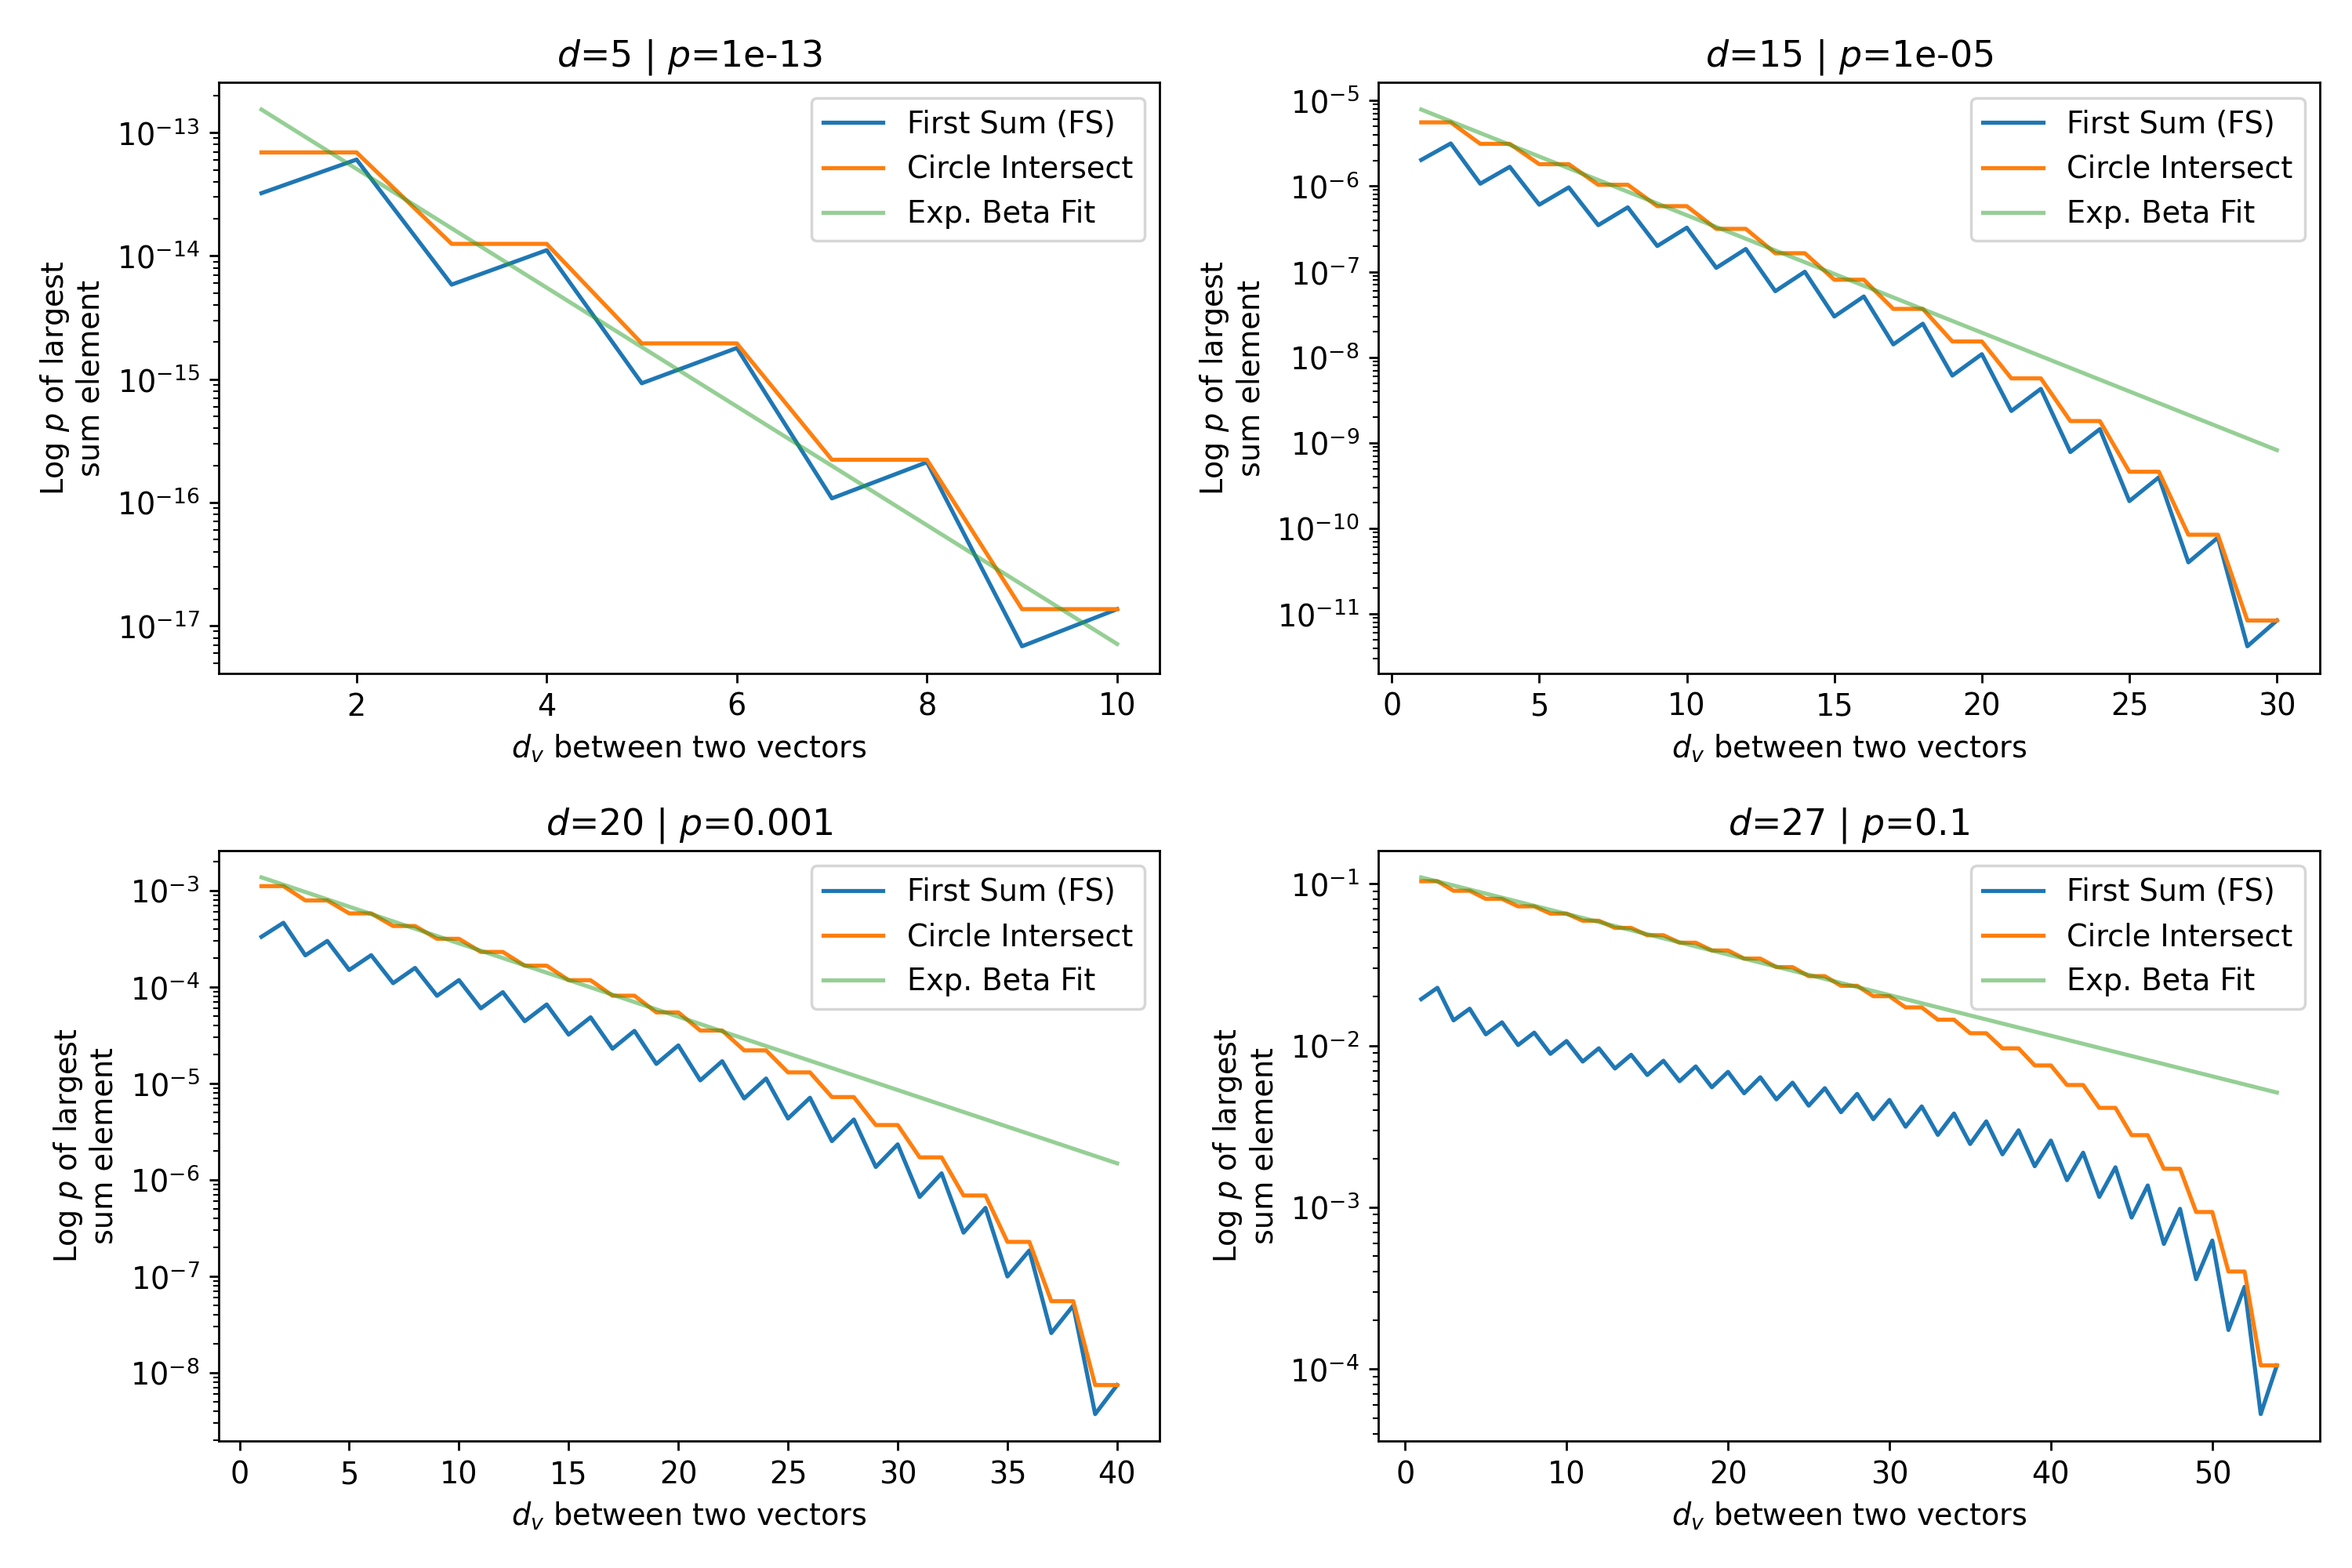 d=5 | p=1e-13
Log p of largest
sum element
10⁻¹³
10⁻¹⁴
10⁻¹⁵
10⁻¹⁶
10⁻¹⁷
First Sum (FS)
Circle Intersect
Exp. Beta Fit
2 4 6 8 10
d_v between two vectors
d=15 | p=1e-05
Log p of largest
sum element
10⁻⁵
10⁻⁶
10⁻⁷
10⁻⁸
10⁻⁹
10⁻¹⁰
10⁻¹¹
First Sum (FS)
Circle Intersect
Exp. Beta Fit
0 5 10 15 20 25 30
d_v between two vectors
d=20 | p=0.001
Log p of largest
sum element
10⁻³
10⁻⁴
10⁻⁵
10⁻⁶
10⁻⁷
10⁻⁸
First Sum (FS)
Circle Intersect
Exp. Beta Fit
0 5 10 15 20 25 30 35 40
d_v between two vectors
d=27 | p=0.1
Log p of largest
sum element
10⁻¹
10⁻²
10⁻³
10⁻⁴
First Sum (FS)
Circle Intersect
Exp. Beta Fit
0 10 20 30 40 50
d_v between two vectors